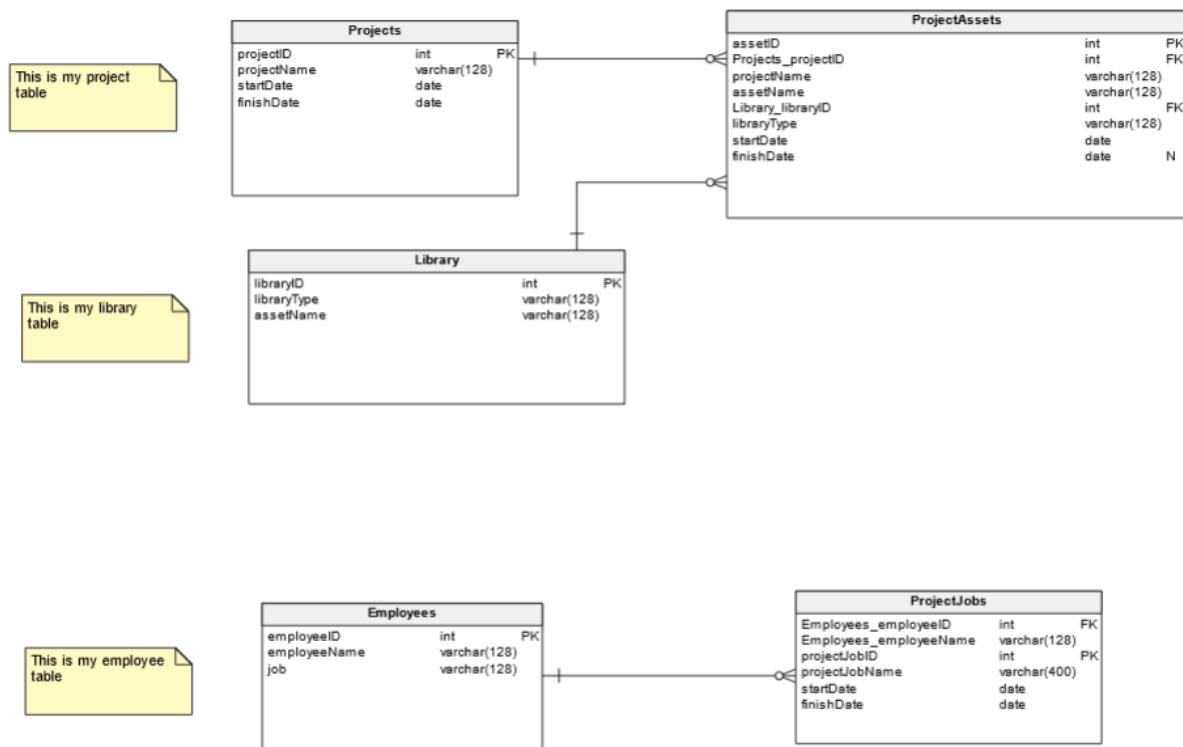 Projects
projectID int PK
projectName varchar(128)
startDate date
finishDate date
ProjectAssets
assetID int PK
Projects_projectID int FK
projectName varchar(128)
assetName varchar(128)
Library_libraryID int FK
libraryType varchar(128)
startDate date
finishDate date N
This is my project
table
Library
libraryID int PK
libraryType varchar(128)
assetName varchar(128)
This is my library
table
Employees
employeeID int PK
employeeName varchar(128)
job varchar(128)
ProjectJobs
Employees_employeeID int FK
Employees_employeeName varchar(128)
projectJobID int PK
projectJobName varchar(400)
startDate date
finishDate date
This is my employee
table